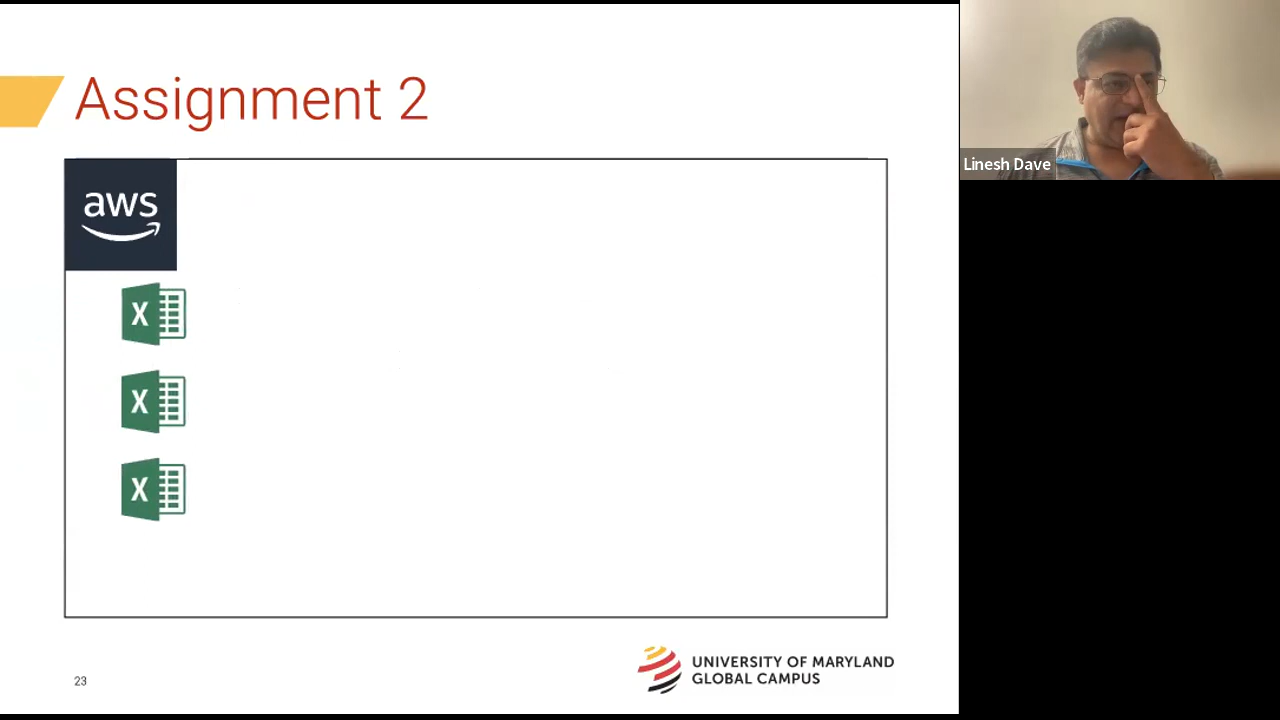 Assignment 2
aws
X
X
X
23
UNIVERSITY OF MARYLAND
GLOBAL CAMPUS
Linesh Dave